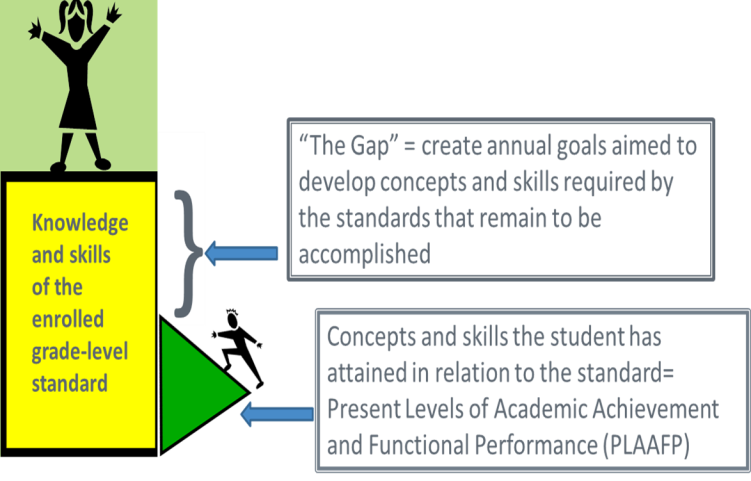 Knowledge
and skills
of the
enrolled
grade-level
standard
“The Gap” = create annual goals aimed to
develop concepts and skills required by
the standards that remain to be
accomplished
Concepts and skills the student has
attained in relation to the standard=
Present Levels of Academic Achievement
and Functional Performance (PLAAFP)